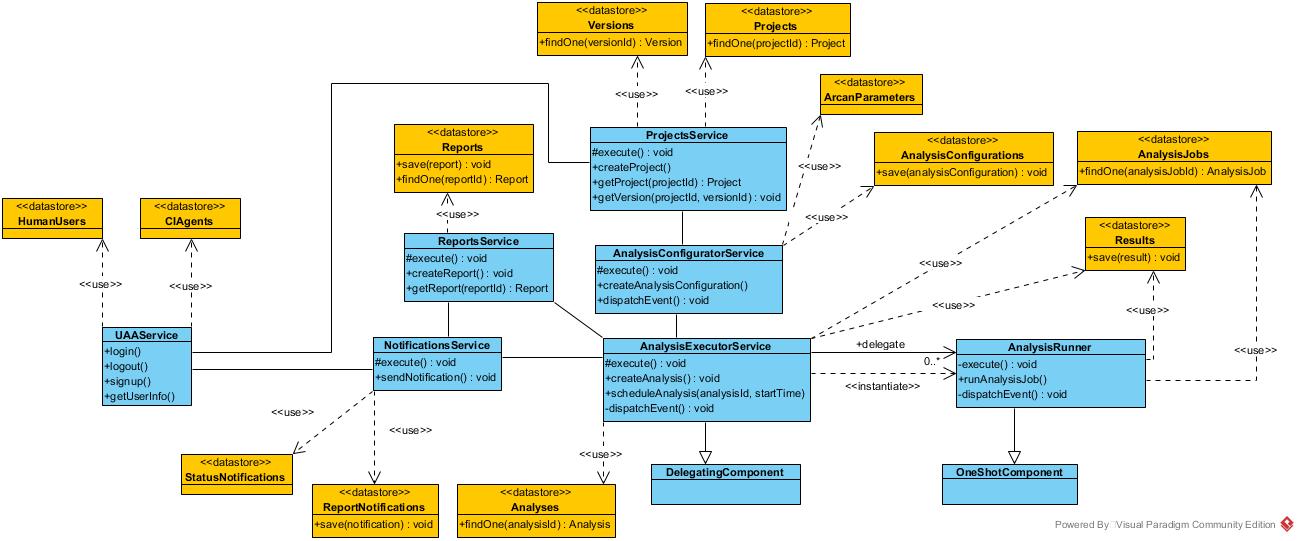 <<datastore>>
Versions
+findOne(versionId) : Version
<<datastore>>
Projects
+findOne(projectId) : Project
<<use>>
<<use>>
<<datastore>>
ArcanParameters
<<datastore>>
Reports
+save(report) : void
+findOne(reportId) : Report
ProjectsService
#execute() : void
+createProject()
+getProject(projectId) : Project
+getVersion(projectId, versionId) : void
<<use>>
<<datastore>>
AnalysisConfigurations
+save(analysisConfiguration) : void
<<datastore>>
AnalysisJobs
+findOne(analysisJobId) : AnalysisJob
<<datastore>>
HumanUsers
<<datastore>>
CIAgents
<<use>>
<<use>>
<<datastore>>
Results
+save(result) : void
ReportsService
#execute() : void
+createReport() : void
+getReport(reportId) : Report
AnalysisConfiguratorService
#execute() : void
+createAnalysisConfiguration()
+dispatchEvent() : void
<<use>>
<<use>>
<<use>>
<<use>>
<<use>>
<<use>>
UAAService
+login()
+logout()
+signup()
+getUserInfo()
NotificationsService
#execute() : void
+sendNotification() : void
AnalysisExecutorService
#execute() : void
+createAnalysis() : void
+scheduleAnalysis(analysisId, startTime)
-dispatchEvent() : void
+delegate
0..*
<<instantiate>>
AnalysisRunner
-execute() : void
+runAnalysisJob()
-dispatchEvent() : void
<<use>>
<<use>>
<<use>>
<<datastore>>
StatusNotifications
<<datastore>>
ReportNotifications
+save(notification) : void
<<datastore>>
Analyses
+findOne(analysisId) : Analysis
DelegatingComponent
OneShotComponent
Powered By Visual Paradigm Community Edition